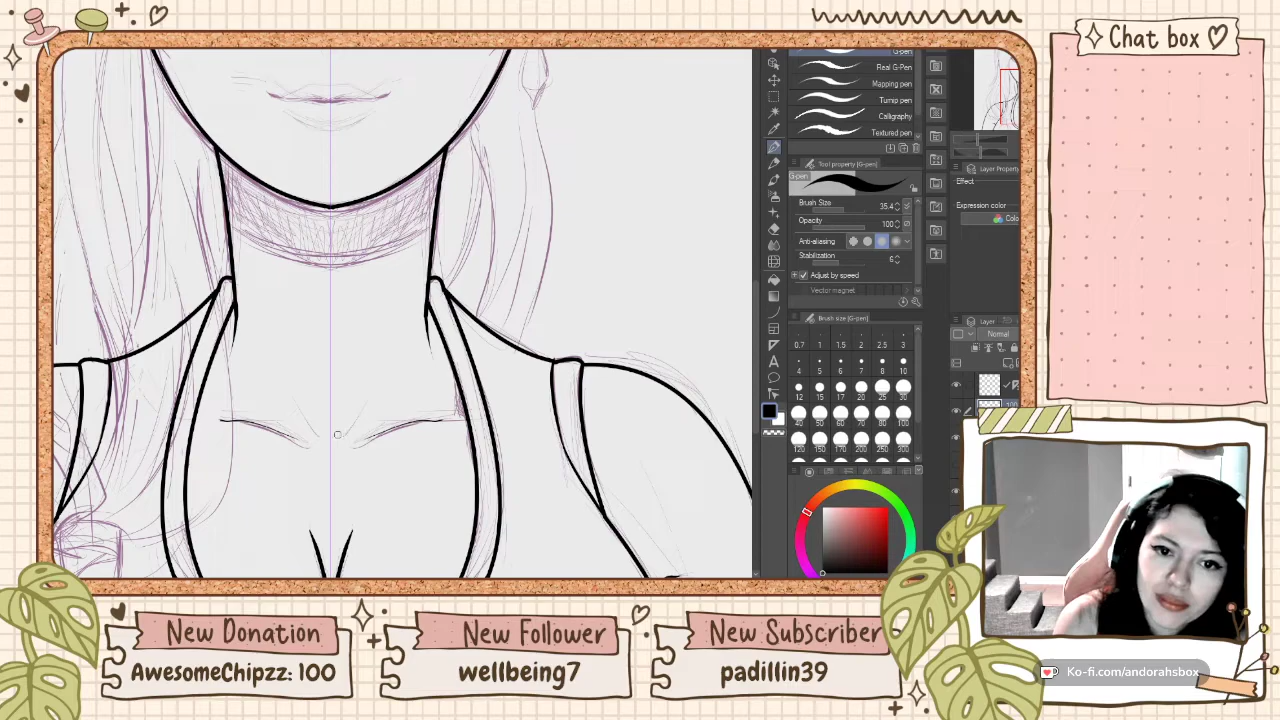 Chat box
G-pen
Real G-Pen
Mapping pen
Turnip pen
Calligraphy
Textured pen
Tool property [G-pen]
G-pen
Brush Size 35.4
Opacity 100
Anti-aliasing
Stabilization 6
Adjust by speed
Vector magnet
Brush size [G-pen]
0.7 1 1.5 2 2.5 3
4 5 6 7 8 10
12 15 17 20 25 30
40 50 60 70 80 100
120 150 170 200 250 300
Layer Property
Effect
Expression color
Colo
Layer
Normal
New Donation
AwesomeChipzz: 100
New Follower
wellbeing7
New Subscriber
padillin39
Ko-fi.com/andorahsbox